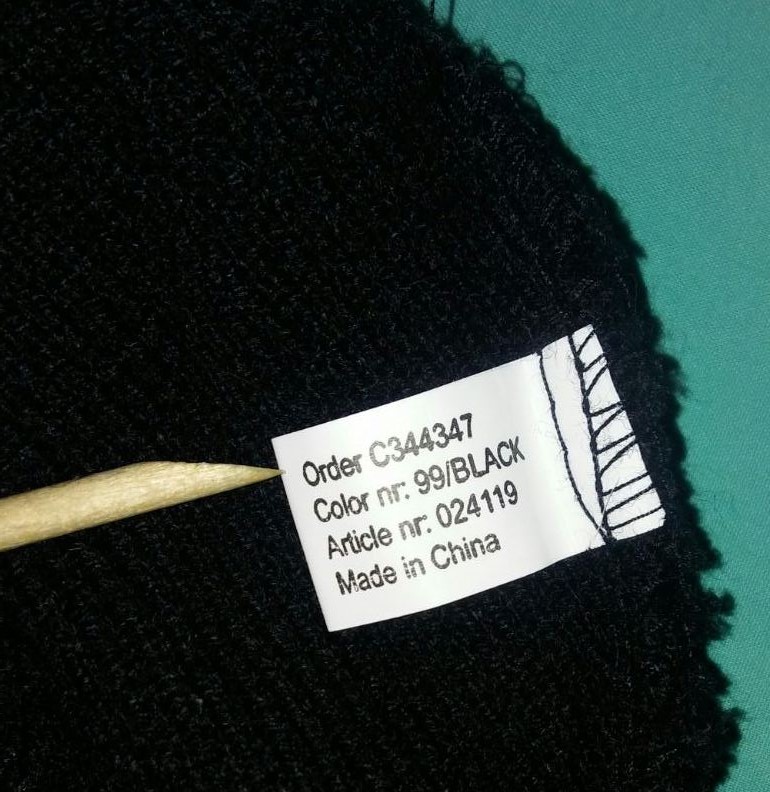 Order C344347
Color nr. 99/BLACK
Article nr. 024119
Made in China